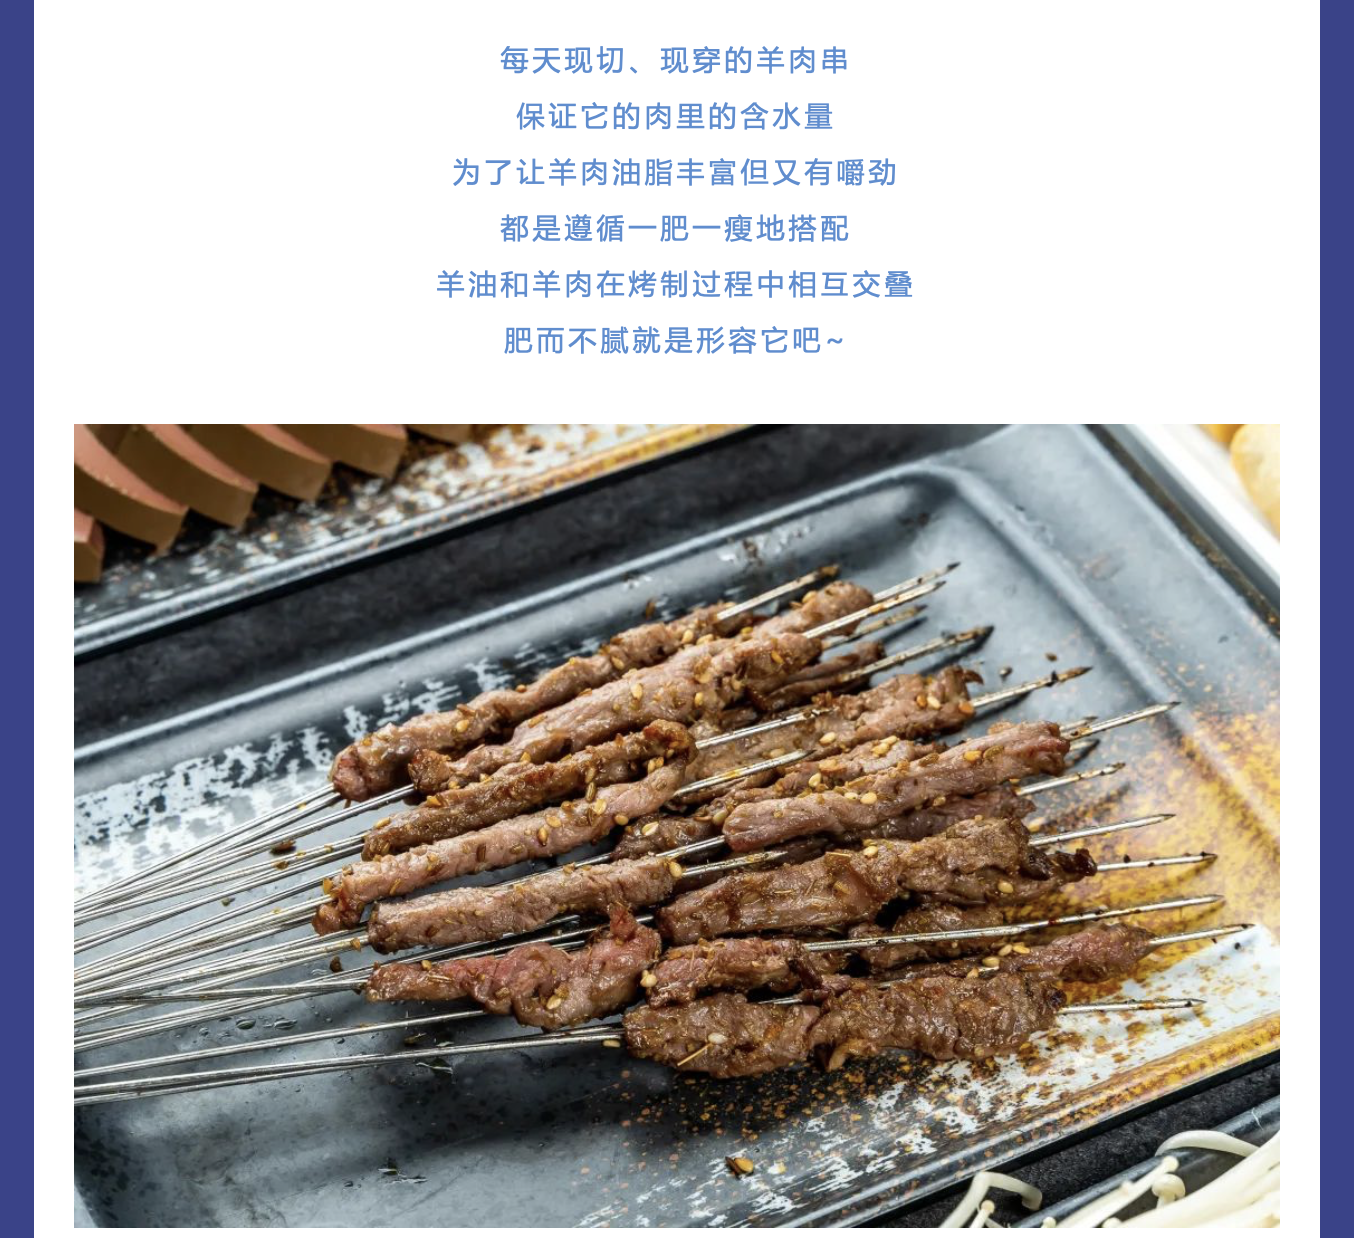 每天现切、现穿的羊肉串
保证它的肉里的含水量
为了让羊肉油脂丰富但又有嚼劲
都是遵循一肥一瘦地搭配
羊油和羊肉在烤制过程中相互交叠
肥而不腻就是形容它吧~